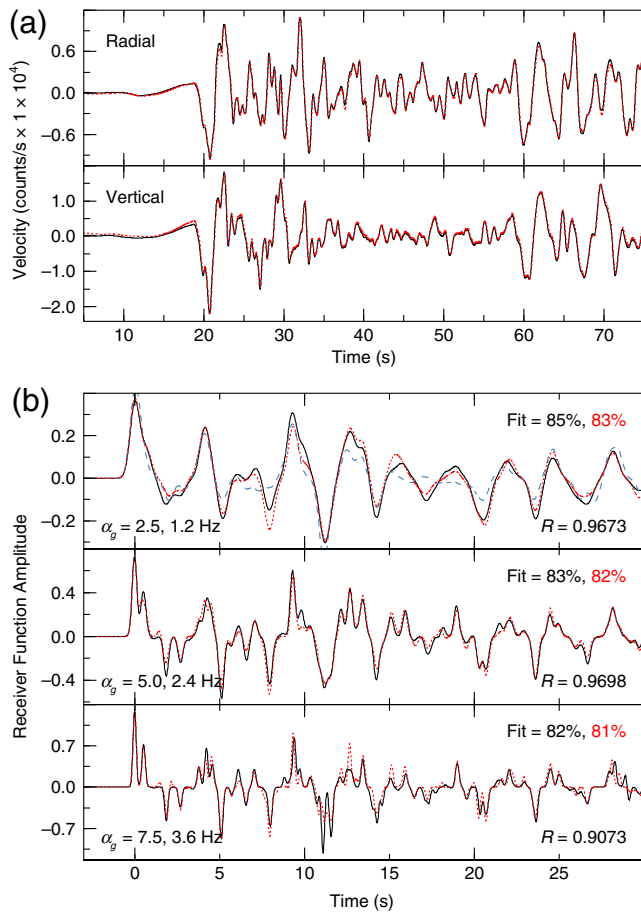 (a)
Radial
0.6
0.0
−0.6
Vertical
1.0
0.0
−1.0
−2.0
Velocity (counts/s × 1 × 10⁴)
10 20 30 40 50 60 70
Time (s)
(b)
Fit = 85%, 83%
0.2
0.0
−0.2
αg = 2.5, 1.2 Hz
R = 0.9673
Fit = 83%, 82%
0.4
0.0
−0.4
αg = 5.0, 2.4 Hz
R = 0.9698
Fit = 82%, 81%
0.7
0.0
−0.7
αg = 7.5, 3.6 Hz
R = 0.9073
Receiver Function Amplitude
0 5 10 15 20 25
Time (s)